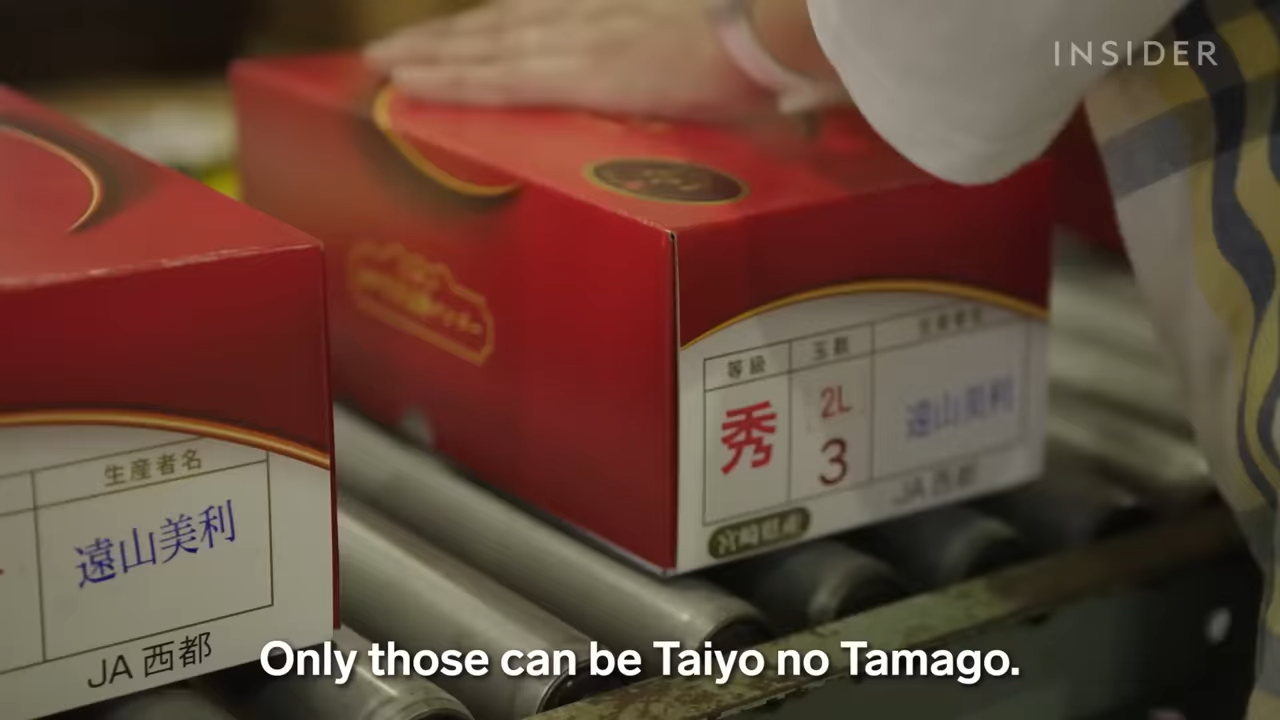 INSIDER
生産者名
遠山美利
JA 西都
等級
玉数
秀
2L
3
遠山美利
JA 西都
宮崎県産
Only those can be Taiyo no Tamago.